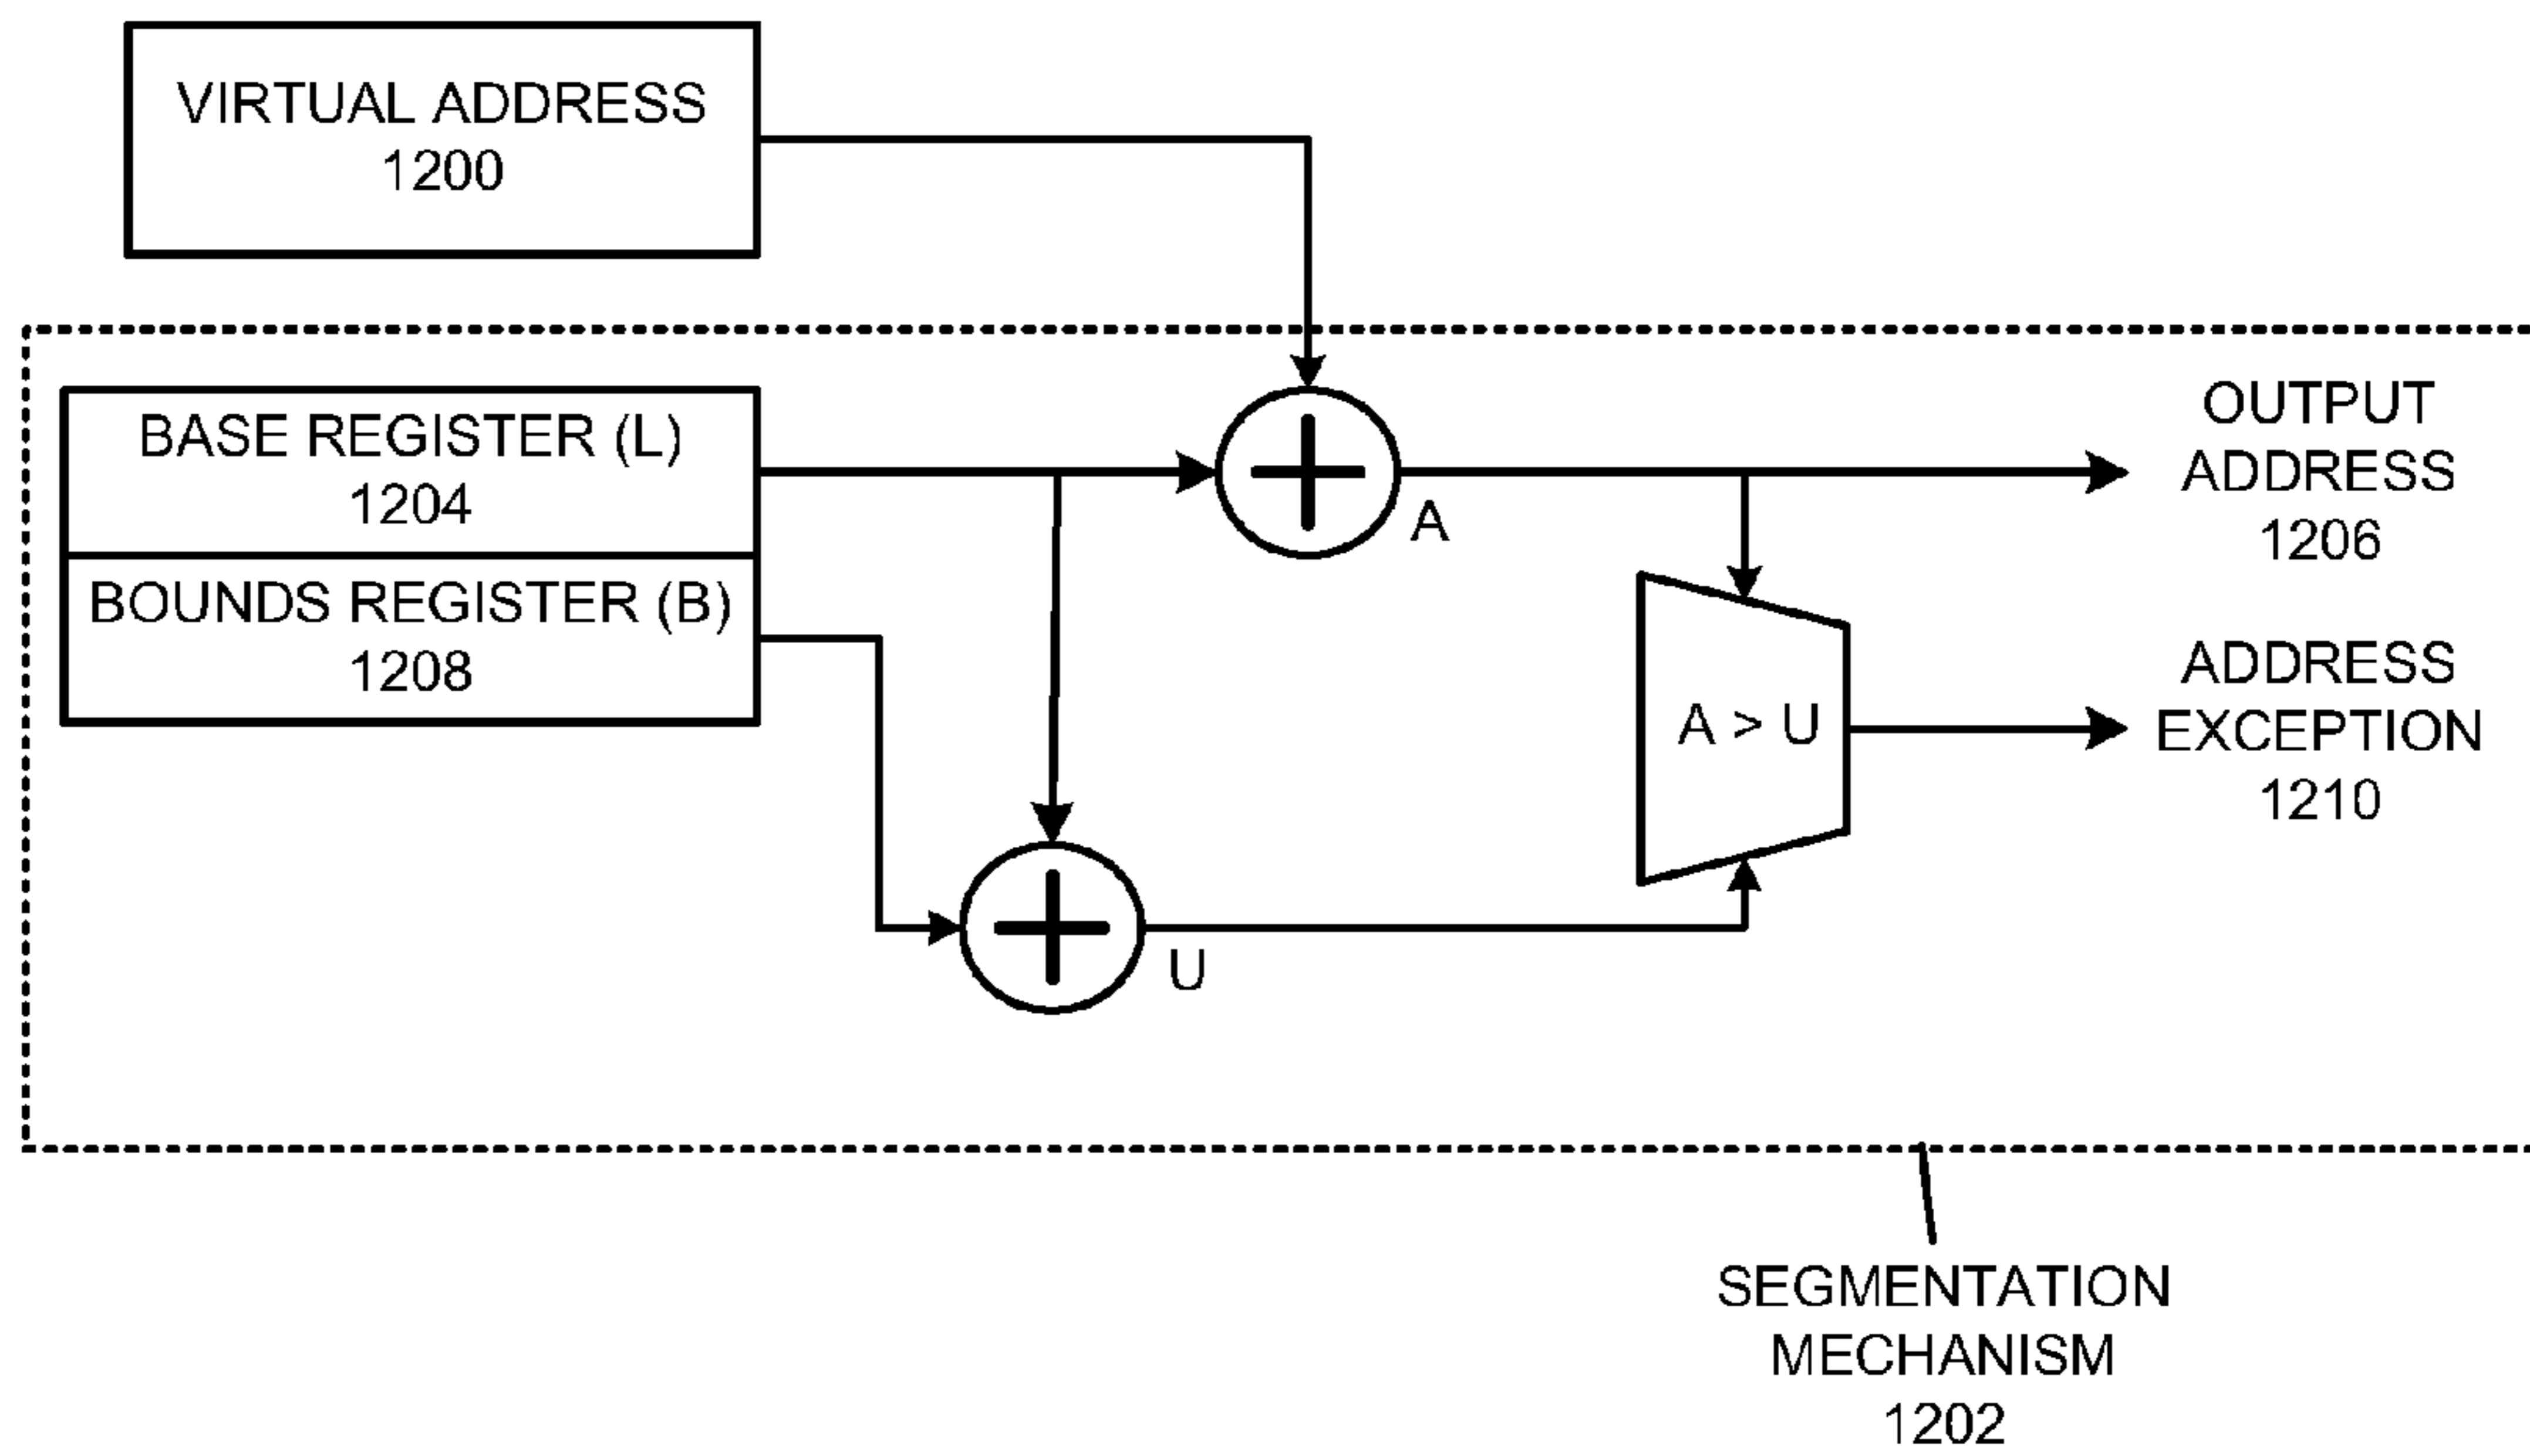 VIRTUAL ADDRESS
1200
BASE REGISTER (L)
1204
BOUNDS REGISTER (B)
1208
A
U
A > U
OUTPUT
ADDRESS
1206
ADDRESS
EXCEPTION
1210
SEGMENTATION
MECHANISM
1202